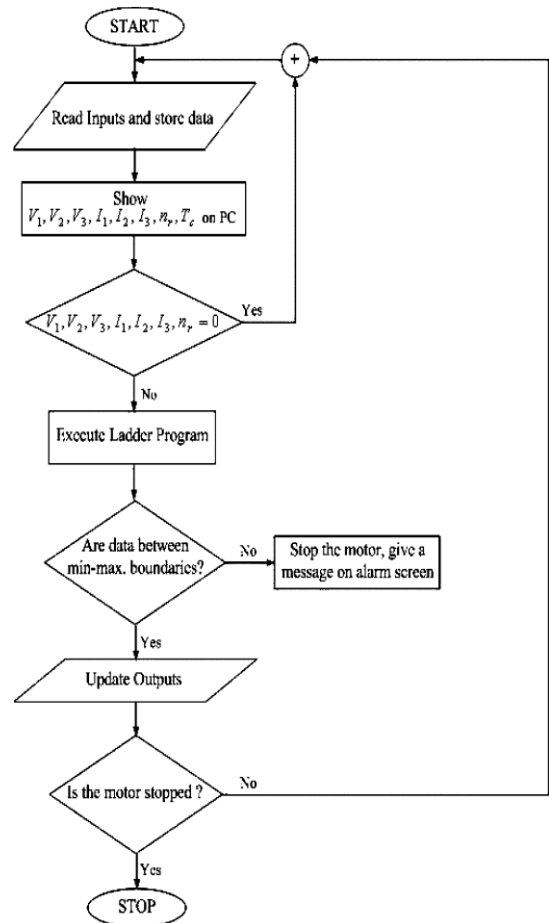 START
+
Read Inputs and store data
Show
V₁, V₂, V₃, I₁, I₂, I₃, nᵣ, T_c on PC
V₁, V₂, V₃, I₁, I₂, I₃, nᵣ = 0
Yes
No
Execute Ladder Program
Are data between
min-max. boundaries?
No
Stop the motor, give a
message on alarm screen
Yes
Update Outputs
Is the motor stopped ?
No
Yes
STOP